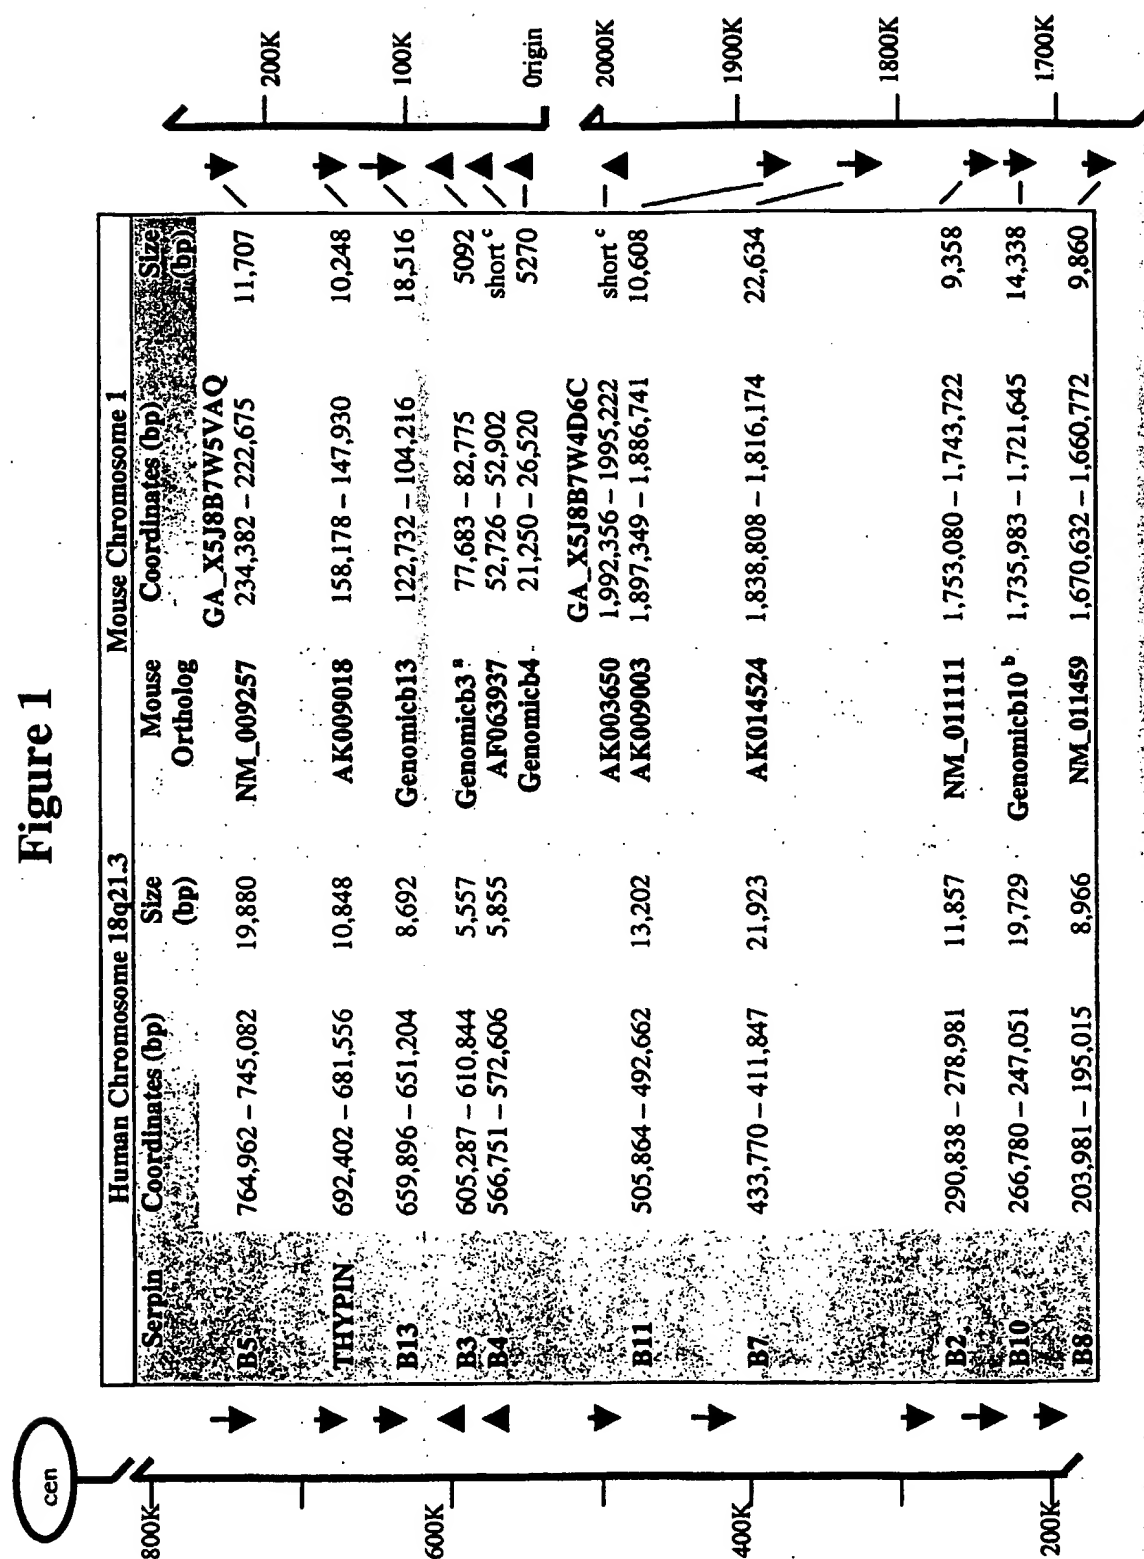 Figure 1
Human Chromosome 18q21.3 Mouse Chromosome 1
Serpin Coordinates (bp) Size (bp) Mouse Ortholog Coordinates (bp) Size (bp)
GA_X5J8B7W5VAQ
B5 764,962 – 745,082 19,880 NM_009257 234,382 – 222,675 11,707
THYPIN 692,402 – 681,556 10,848 AK009018 158,178 – 147,930 10,248
B13 659,896 – 651,204 8,692 Genomicb13 122,732 – 104,216 18,516
B3 605,287 – 610,844 5,557 Genomicb3 a 77,683 – 82,775 5092
B4 566,751 – 572,606 5,855 AF063937 52,726 – 52,902 short c
Genomicb4 21,250 – 26,520 5270
GA_X5J8B7W4D6C
AK003650 1,992,356 – 1995,222 short c
B11 505,864 – 492,662 13,202 AK009003 1,897,349 – 1,886,741 10,608
B7 433,770 – 411,847 21,923 AK014524 1,838,808 – 1,816,174 22,634
B2 290,838 – 278,981 11,857 NM_011111 1,753,080 – 1,743,722 9,358
B10 266,780 – 247,051 19,729 Genomicb10 b 1,735,983 – 1,721,645 14,338
B8 203,981 – 195,015 8,966 NM_011459 1,670,632 – 1,660,772 9,860
cen
800K
600K
400K
200K
200K
100K
Origin
2000K
1900K
1800K
1700K